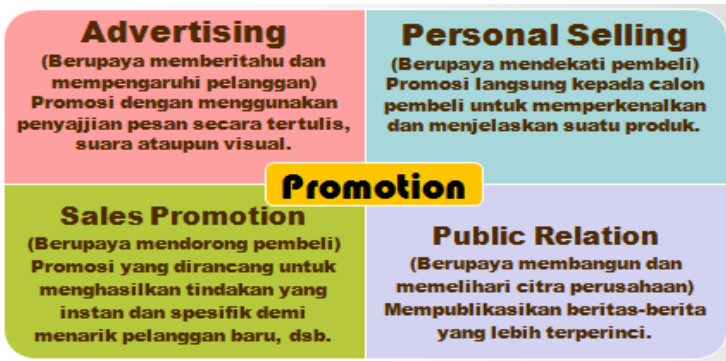 Advertising
(Berupaya memberitahu dan
mempengaruhi pelanggan)
Promosi dengan menggunakan
penyajjian pesan secara tertulis,
suara ataupun visual.
Personal Selling
(Berupaya mendekati pembeli)
Promosi langsung kepada calon
pembeli untuk memperkenalkan
dan menjelaskan suatu produk.
Promotion
Sales Promotion
(Berupaya mendorong pembeli)
Promosi yang dirancang untuk
menghasilkan tindakan yang
instan dan spesifik demi
menarik pelanggan baru, dsb.
Public Relation
(Berupaya membangun dan
memelihari citra perusahaan)
Mempublikasikan beritas-berita
yang lebih terperinci.